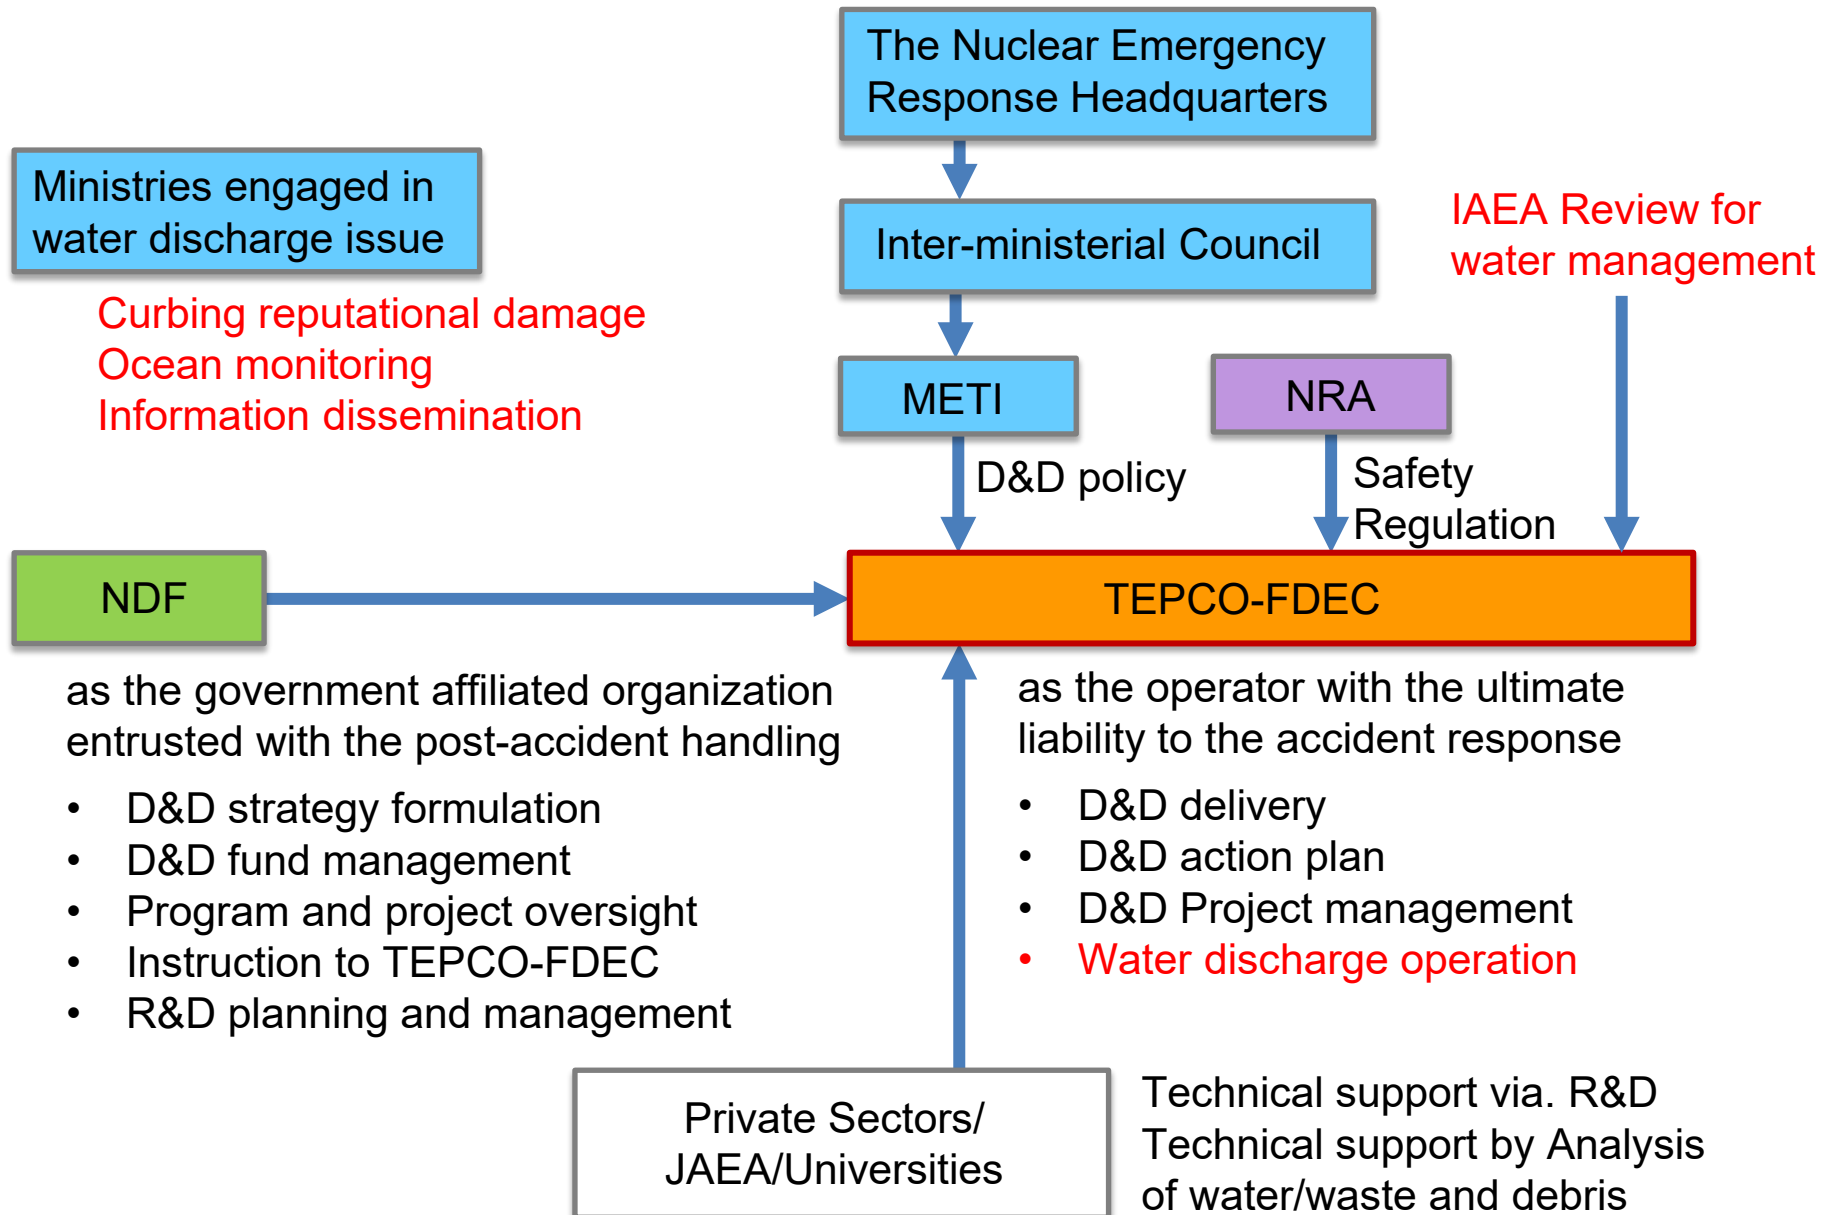 The Nuclear Emergency
Response Headquarters
Ministries engaged in
water discharge issue
Curbing reputational damage
Ocean monitoring
Information dissemination
Inter-ministerial Council
IAEA Review for
water management
METI
NRA
D&D policy
Safety
Regulation
NDF
TEPCO-FDEC
as the government affiliated organization
entrusted with the post-accident handling
• D&D strategy formulation
• D&D fund management
• Program and project oversight
• Instruction to TEPCO-FDEC
• R&D planning and management
as the operator with the ultimate
liability to the accident response
• D&D delivery
• D&D action plan
• D&D Project management
• Water discharge operation
Private Sectors/
JAEA/Universities
Technical support via. R&D
Technical support by Analysis
of water/waste and debris